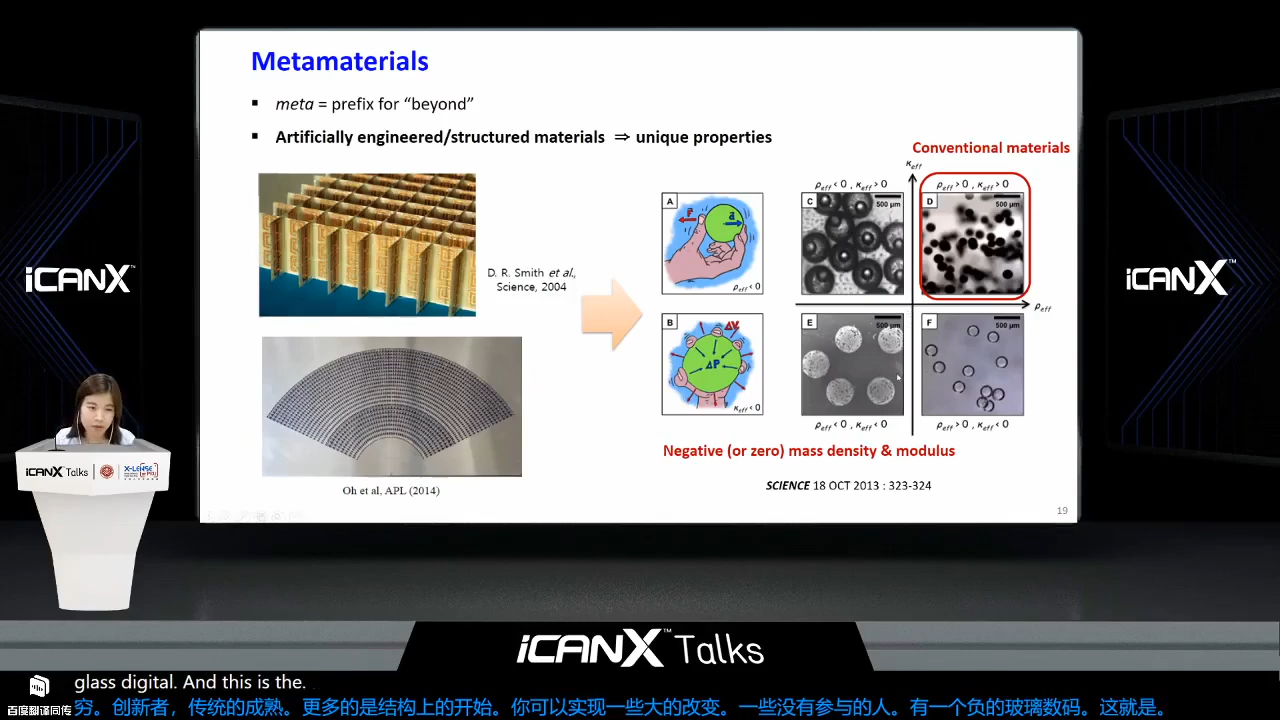 Metamaterials
▪ meta = prefix for “beyond”
▪ Artificially engineered/structured materials ⇒ unique properties
Conventional materials
κeff
ρeff < 0 , κeff > 0
ρeff > 0 , κeff > 0
A
F
a
ρeff < 0
C
500 μm
D
500 μm
D. R. Smith et al.,
Science, 2004
ρeff
B
ΔV
ΔP
κeff < 0
E
500 μm
F
500 μm
ρeff < 0 , κeff < 0
ρeff > 0 , κeff < 0
Negative (or zero) mass density & modulus
Oh et al, APL (2014)
SCIENCE 18 OCT 2013 : 323-324
19
iCANX™
iCANX™
iCANX Talks
X-LENSE
iCANX™ Talks
glass digital. And this is the.
百度翻译同传
穷。创新者，传统的成熟。更多的是结构上的开始。你可以实现一些大的改变。一些没有参与的人。有一个负的玻璃数码。这就是。